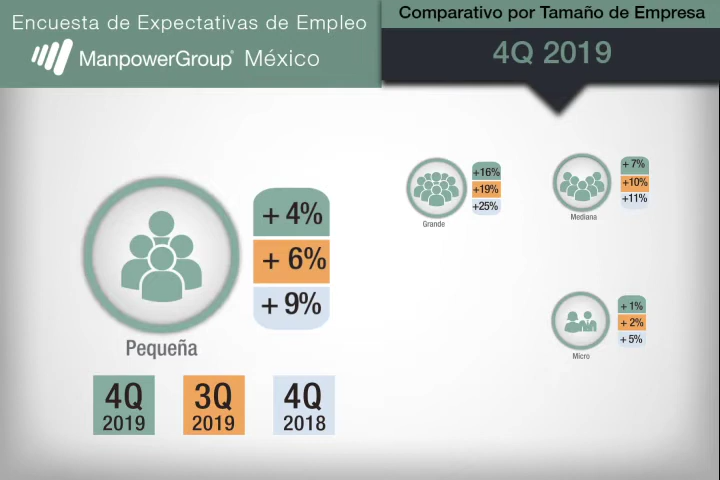 Encuesta de Expectativas de Empleo
ManpowerGroup® México
Comparativo por Tamaño de Empresa
4Q 2019
+16%
+19%
+25%
Grande
+ 7%
+10%
+11%
Mediana
+ 4%
+ 6%
+ 9%
Pequeña
+ 1%
+ 2%
+ 5%
Micro
4Q 2019
3Q 2019
4Q 2018